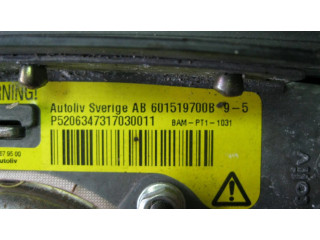 WARNING!
Autoliv Sverige AB 601519700B 9-5
P5206347317030011
BAM-PT1-1031